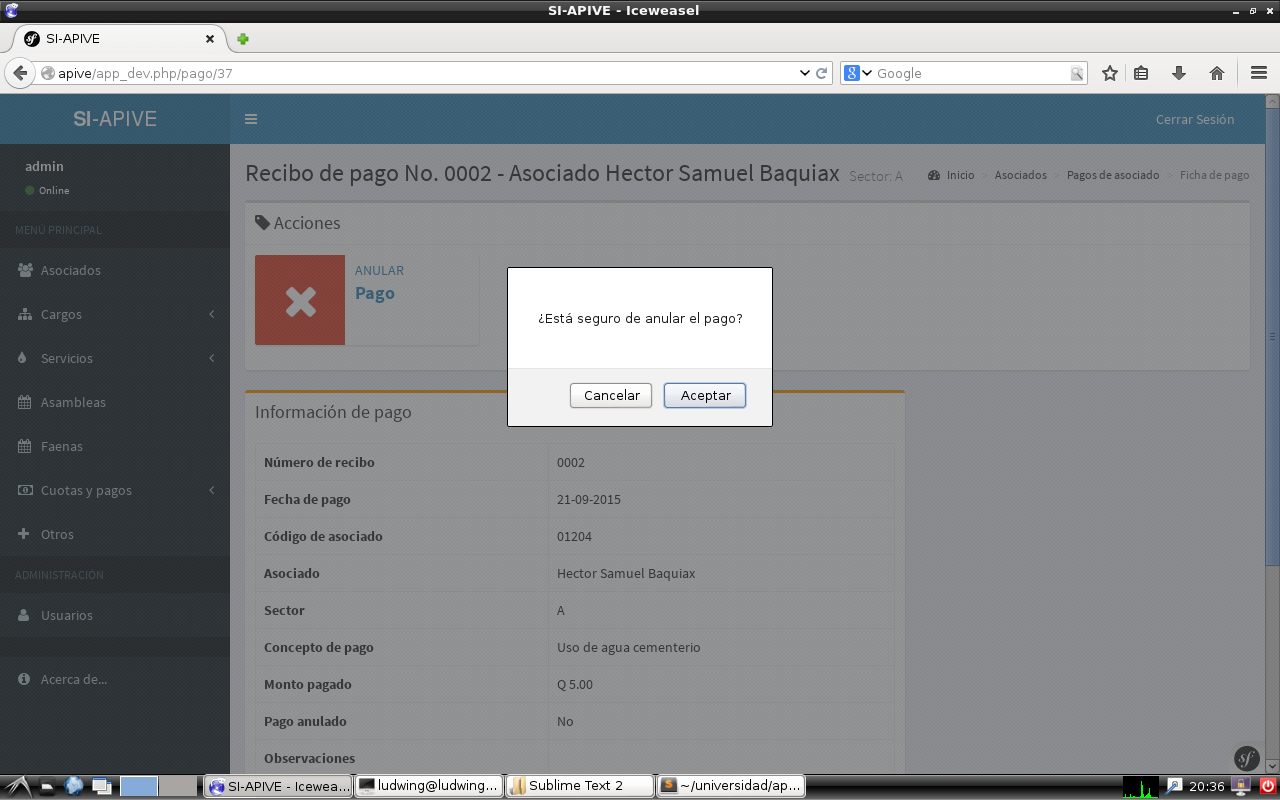 SI-APIVE - Iceweasel
SI-APIVE
apive/app_dev.php/pago/37
Google
SI-APIVE
Cerrar Sesión
admin
Online
MENÚ PRINCIPAL
Asociados
Cargos
Servicios
Asambleas
Faenas
Cuotas y pagos
Otros
ADMINISTRACIÓN
Usuarios
Acerca de...
Recibo de pago No. 0002 - Asociado Hector Samuel Baquiax Sector: A
Inicio > Asociados > Pagos de asociado > Ficha de pago
Acciones
ANULAR
Pago
¿Está seguro de anular el pago?
Cancelar Aceptar
Información de pago
Número de recibo 0002
Fecha de pago 21-09-2015
Código de asociado 01204
Asociado Hector Samuel Baquiax
Sector A
Concepto de pago Uso de agua cementerio
Monto pagado Q 5.00
Pago anulado No
Observaciones
SI-APIVE - Icewea... ludwing@ludwing... Sublime Text 2 ~/universidad/ap... 20:36